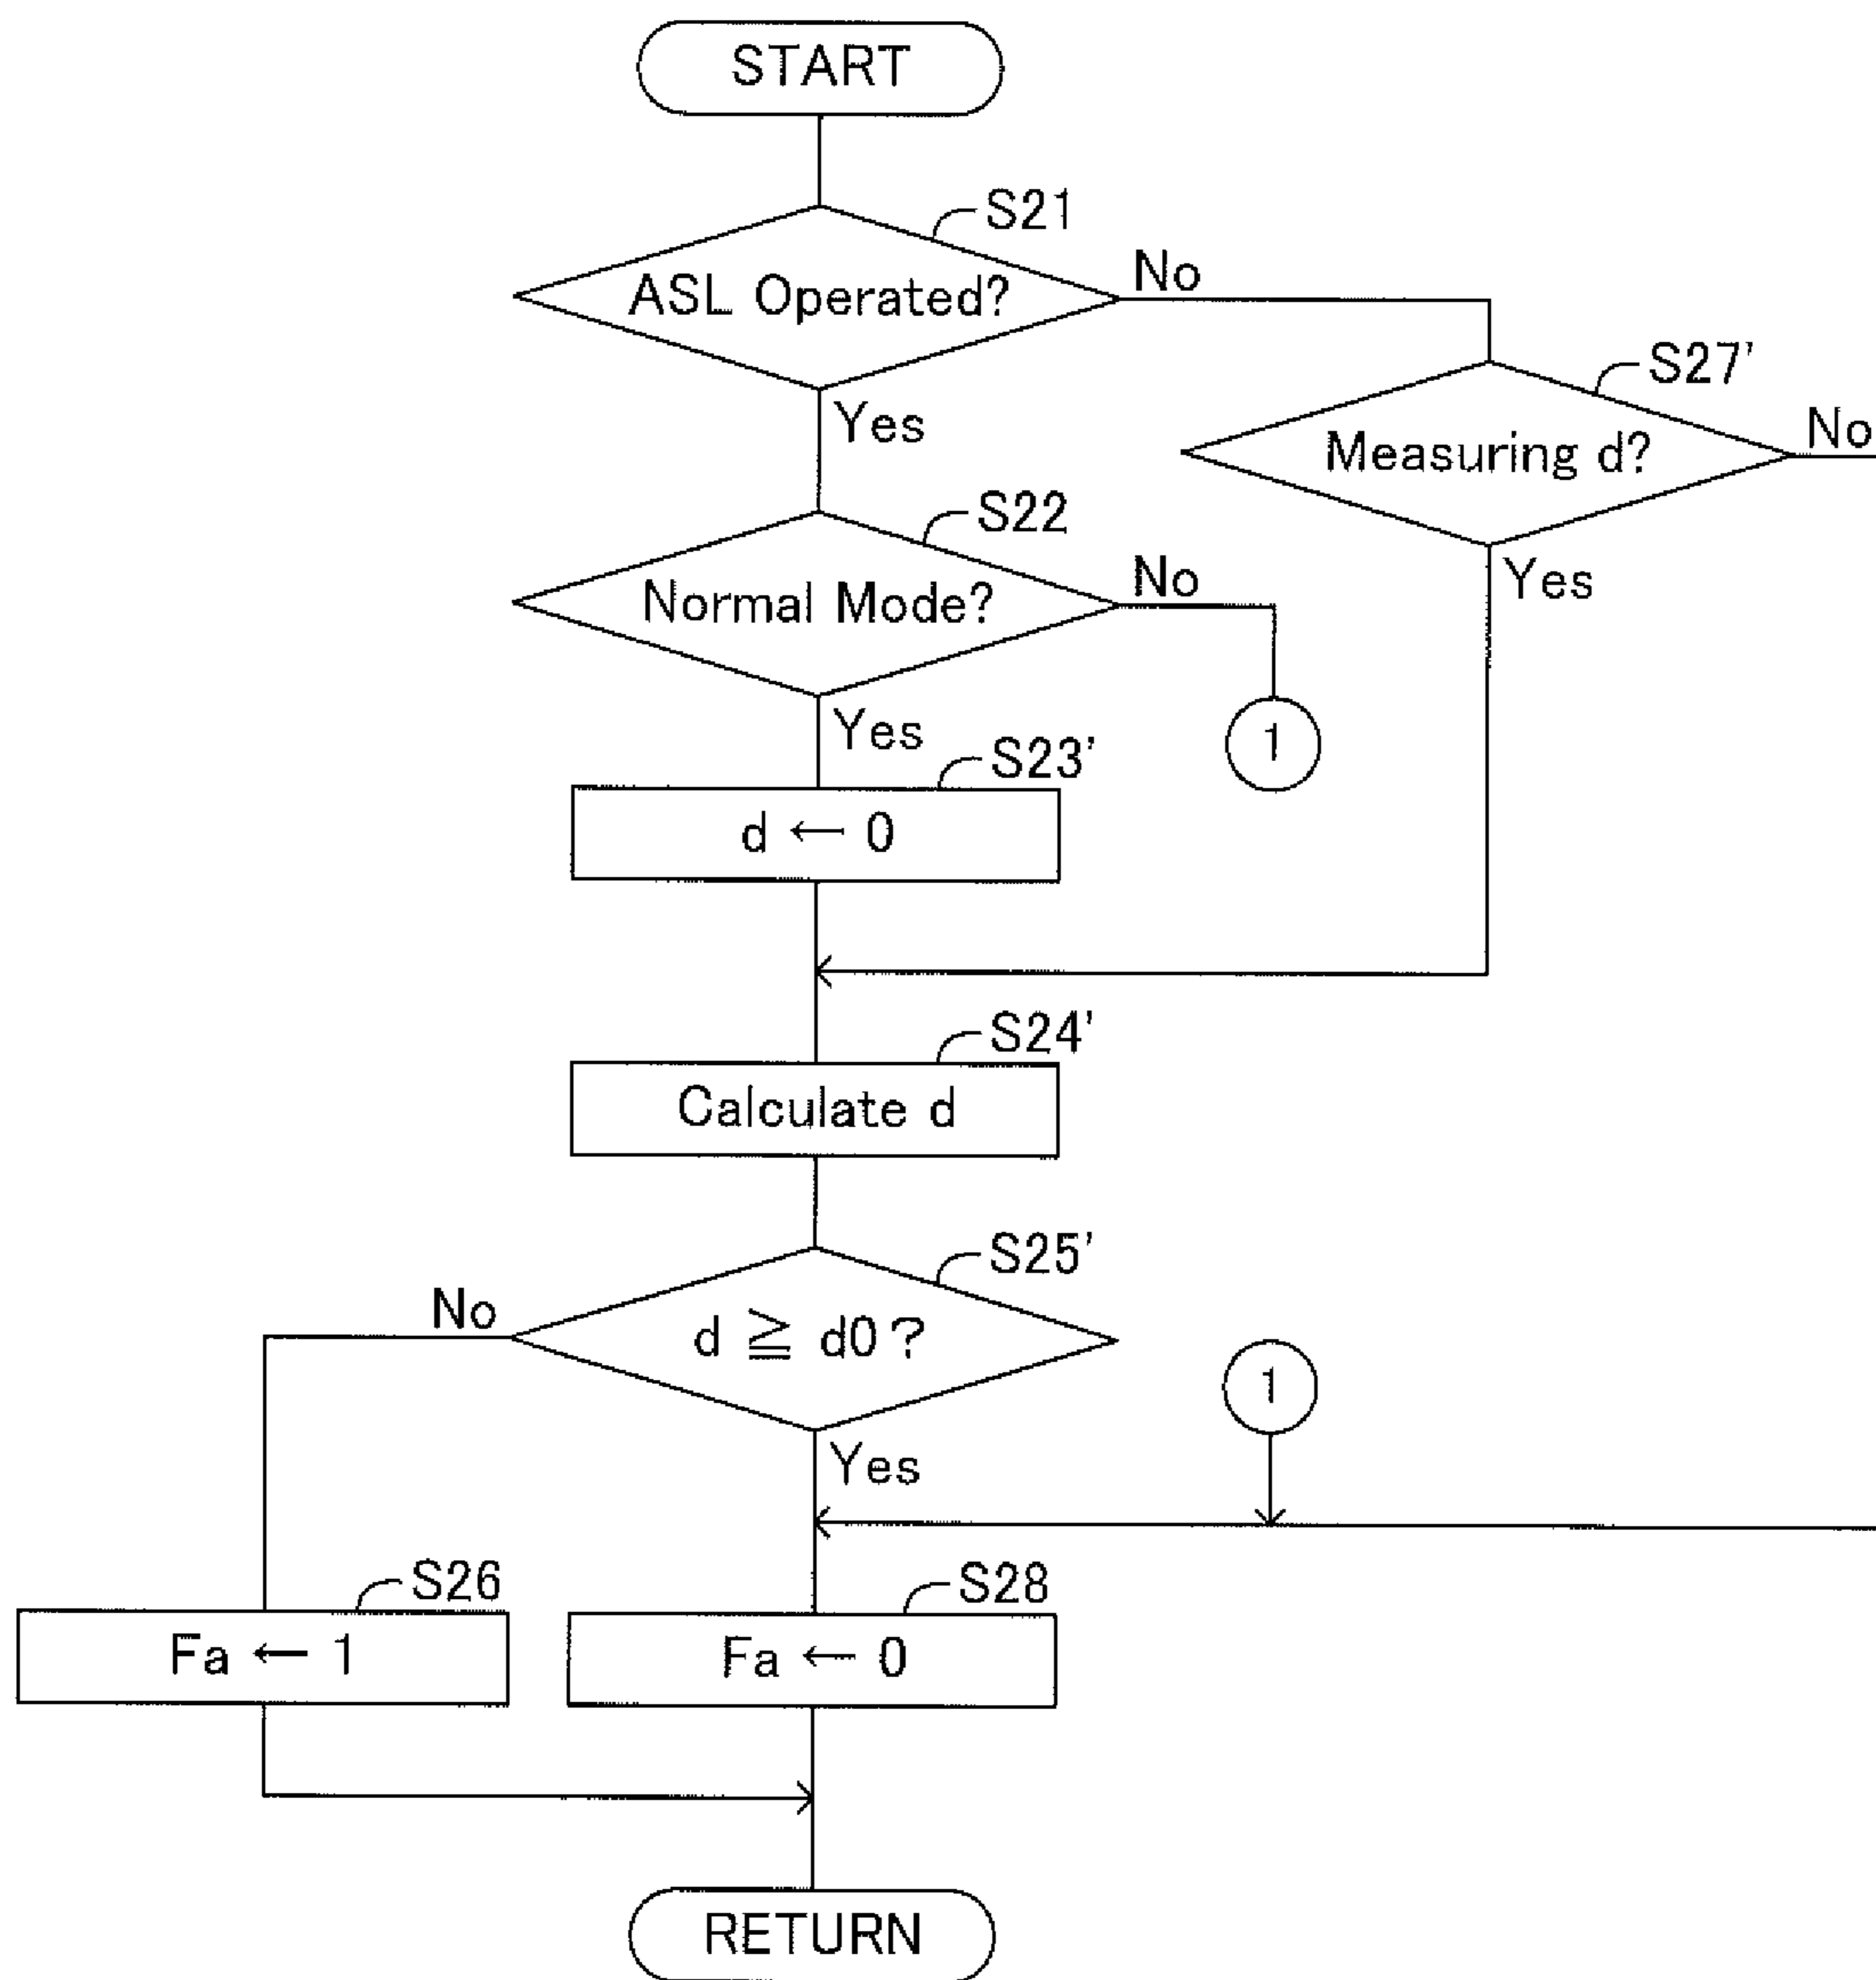 START
S21
ASL Operated?
No
Yes
S27'
Measuring d?
No
Yes
S22
Normal Mode?
No
Yes
1
S23'
d ← 0
S24'
Calculate d
S25'
d ≧ d0?
No
Yes
1
S26
Fa ← 1
S28
Fa ← 0
RETURN